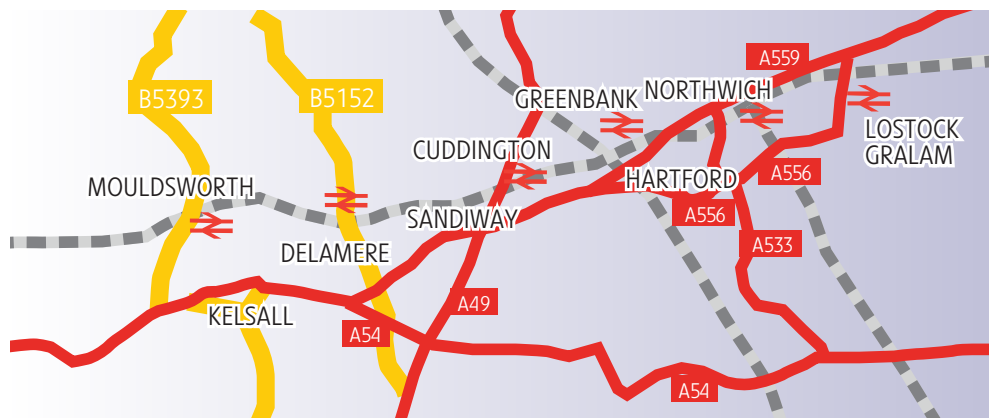 A559
B5393
B5152
GREENBANK
NORTHWICH
LOSTOCK
GRALAM
CUDDINGTON
A556
HARTFORD
MOULDSWORTH
A556
SANDIWAY
A533
DELAMERE
A49
KELSALL
A54
A54